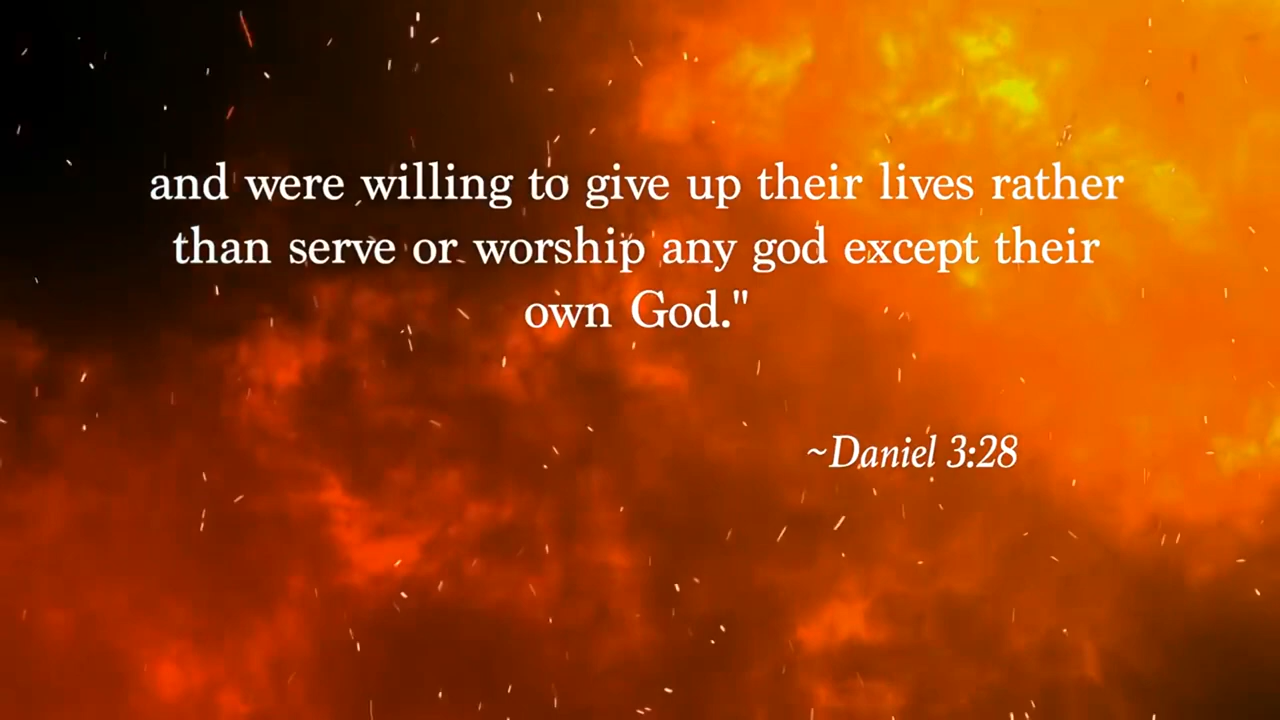 and were willing to give up their lives rather
than serve or worship any god except their
own God."
~Daniel 3:28